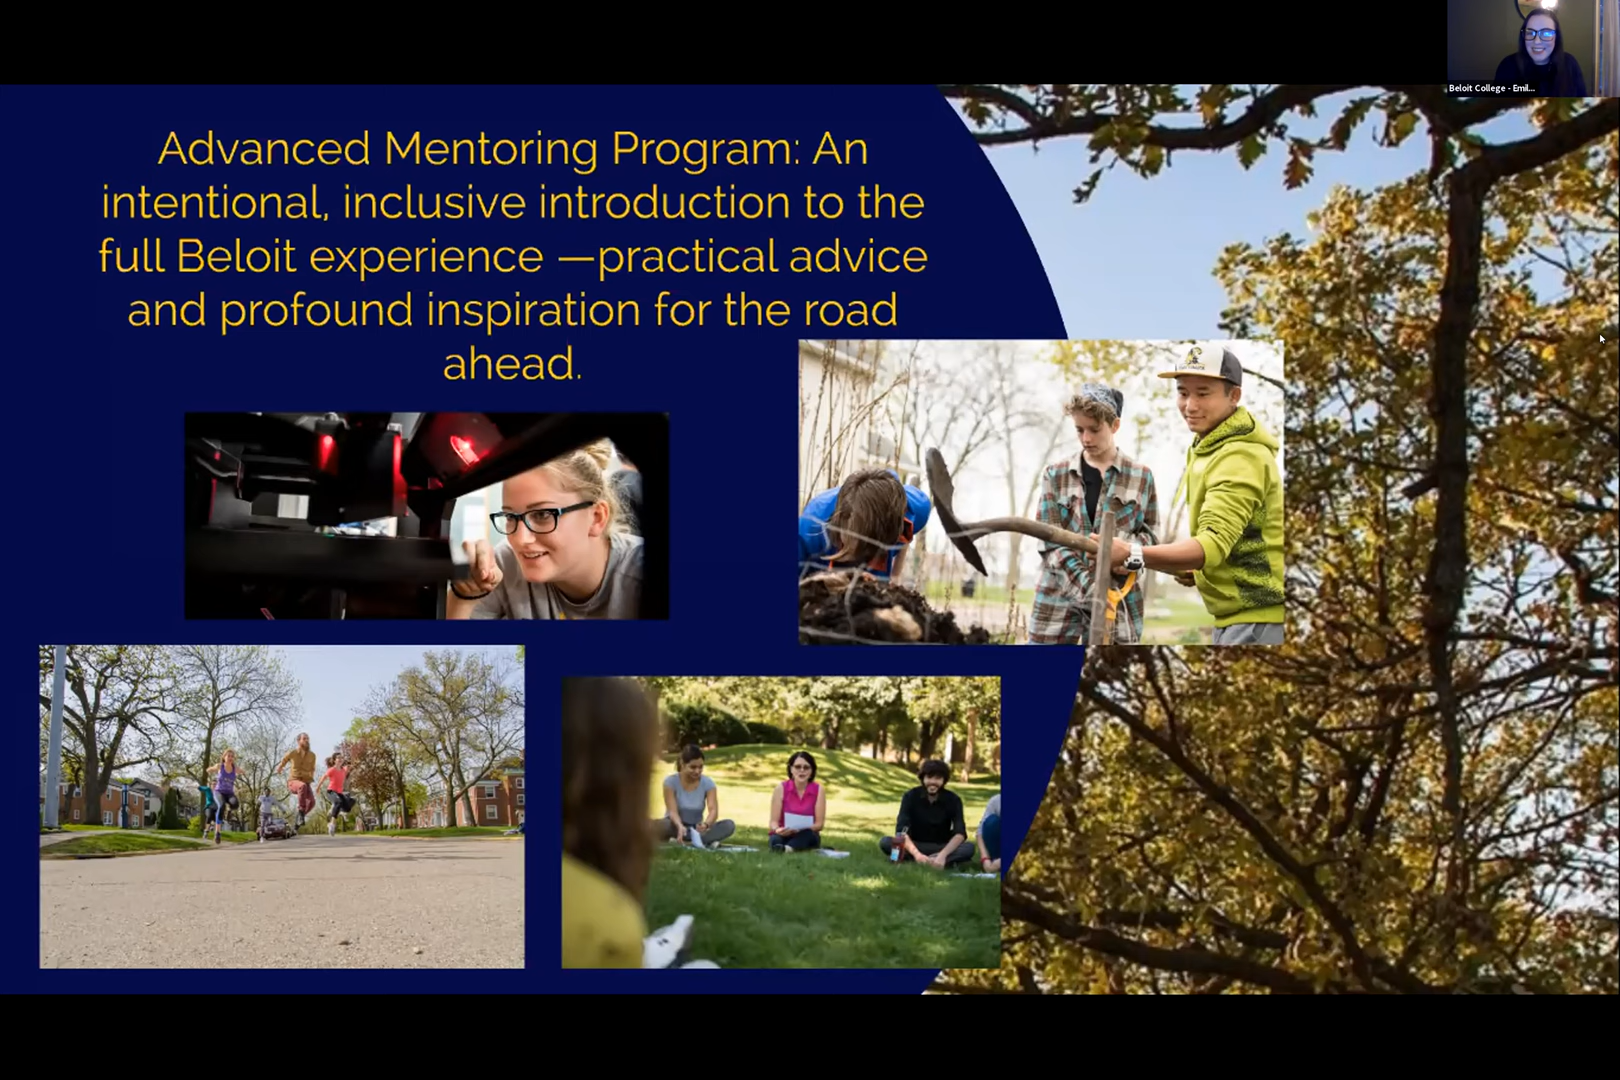 Beloit College - Emil...
Advanced Mentoring Program: An
intentional, inclusive introduction to the
full Beloit experience —practical advice
and profound inspiration for the road
ahead.